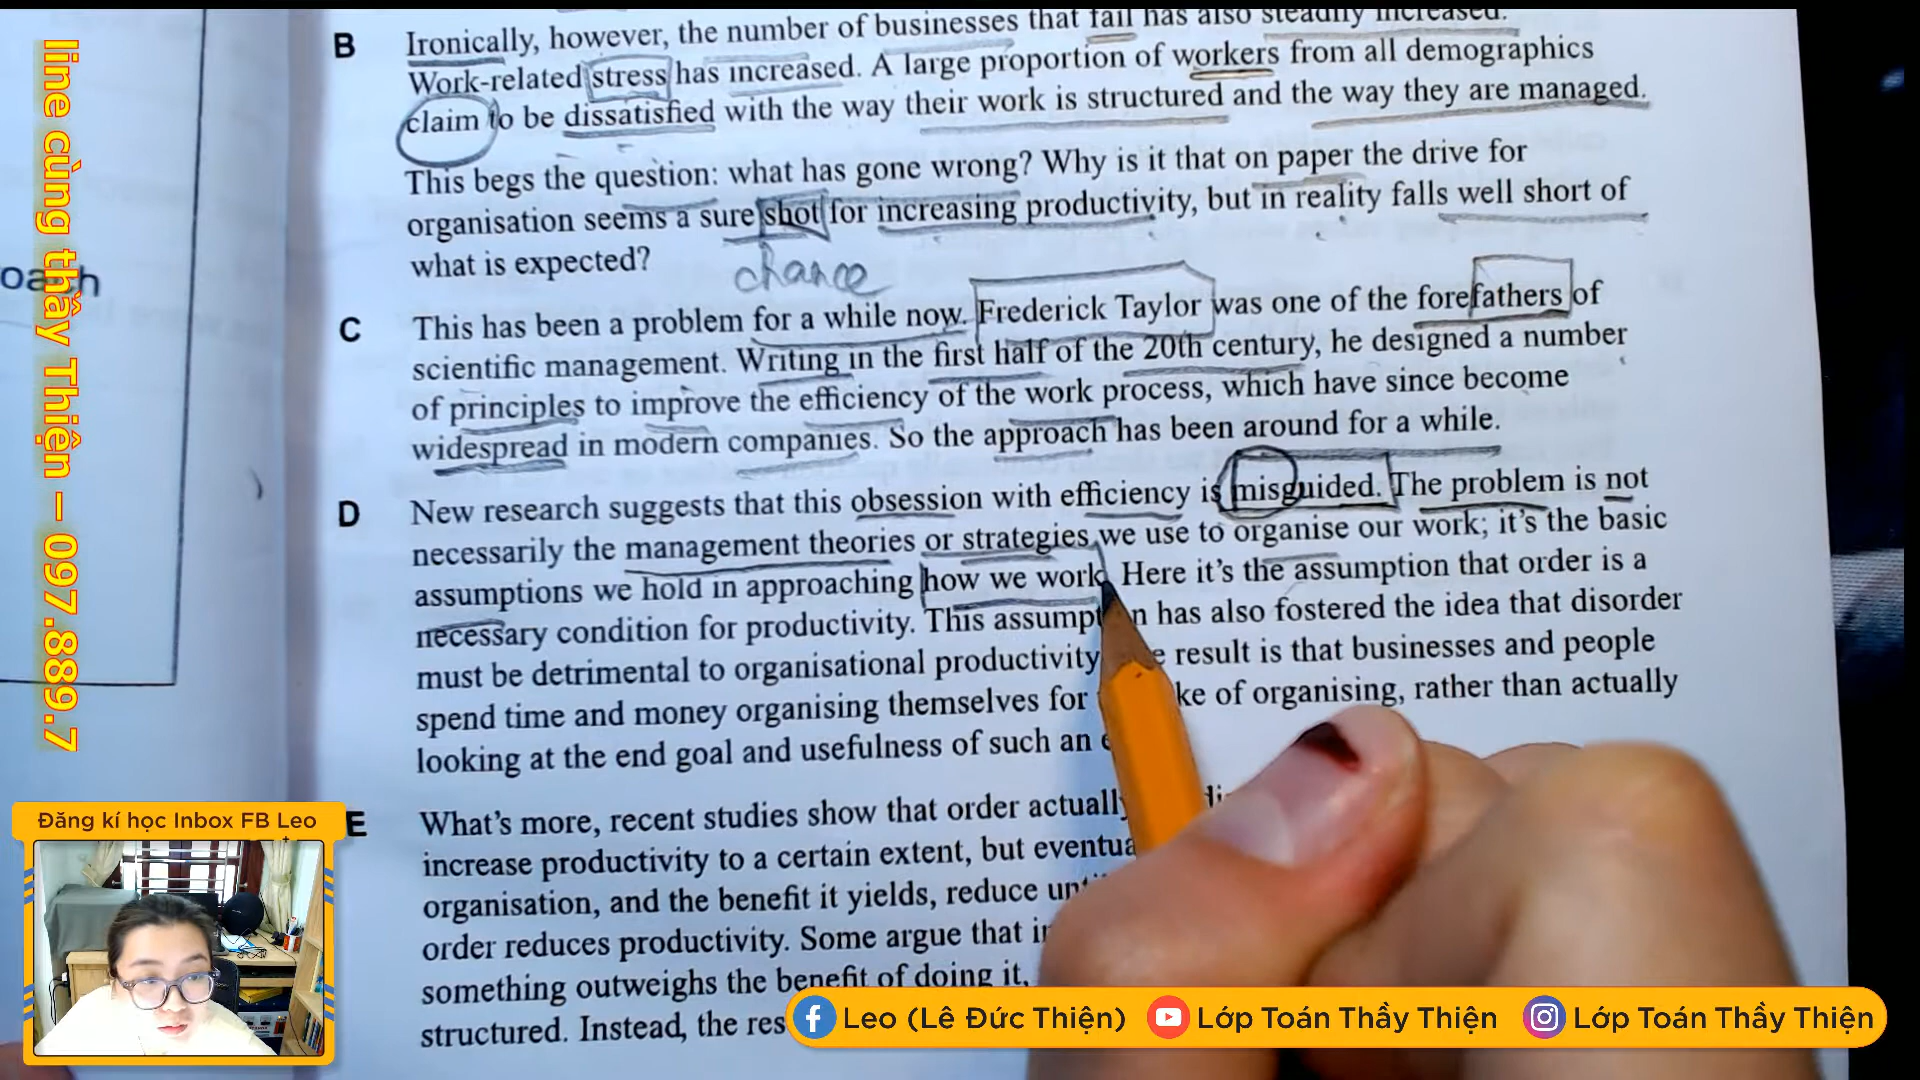 B Ironically, however, the number of businesses that fail has also steadily increased.
Work-related stress has increased. A large proportion of workers from all demographics
claim to be dissatisfied with the way their work is structured and the way they are managed.
This begs the question: what has gone wrong? Why is it that on paper the drive for
organisation seems a sure shot for increasing productivity, but in reality falls well short of
what is expected?
chance
C This has been a problem for a while now. Frederick Taylor was one of the forefathers of
scientific management. Writing in the first half of the 20th century, he designed a number
of principles to improve the efficiency of the work process, which have since become
widespread in modern companies. So the approach has been around for a while.
D New research suggests that this obsession with efficiency is misguided. The problem is not
necessarily the management theories or strategies we use to organise our work; it's the basic
assumptions we hold in approaching how we work. Here it's the assumption that order is a
necessary condition for productivity. This assump n has also fostered the idea that disorder
must be detrimental to organisational productivity e result is that businesses and people
spend time and money organising themselves for ke of organising, rather than actually
looking at the end goal and usefulness of such an
E What's more, recent studies show that order actually
increase productivity to a certain extent, but eventua
organisation, and the benefit it yields, reduce
order reduces productivity. Some argue that
something outweighs the benefit of doing it,
structured. Instead, the res
oach
line cùng thầy Thiện – 097.889.7
Đăng kí học Inbox FB Leo
Leo (Lê Đức Thiện) Lớp Toán Thầy Thiện Lớp Toán Thầy Thiện